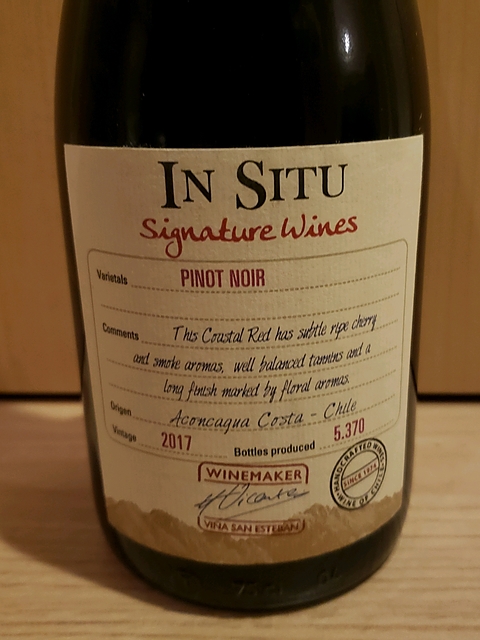 IN SITU
Signature Wines
Varietals PINOT NOIR
Comments This Coastal Red has subtle ripe cherry
and smoke aromas, well balanced tannins and a
long finish marked by floral aromas.
Origen Aconcagua Costa - Chile
Vintage 2017 Bottles produced 5.370
HANDCRAFTED WINES
SINCE 1974
WINE OF CHILE
WINEMAKER
VIÑA SAN ESTEBAN